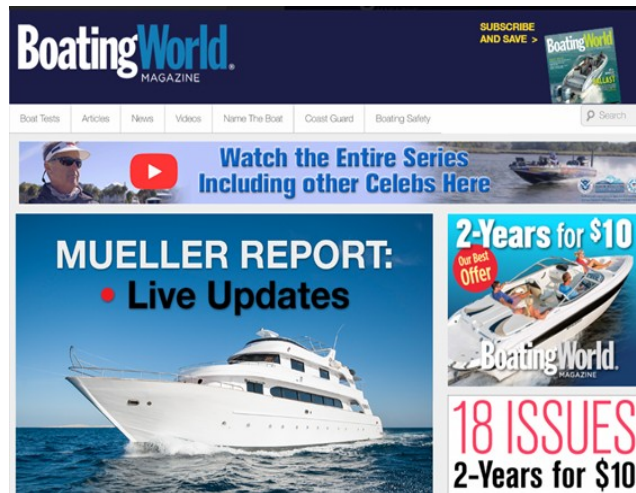 BoatingWorld®
MAGAZINE
SUBSCRIBE
AND SAVE >
BoatingWorld
Boat Tests
Articles
News
Videos
Name The Boat
Coast Guard
Boating Safety
Search
Watch the Entire Series
Including other Celebs Here
MUELLER REPORT:
• Live Updates
2-Years for $10
Our Best
Offer
BoatingWorld®
MAGAZINE
18 ISSUES
2-Years for $10